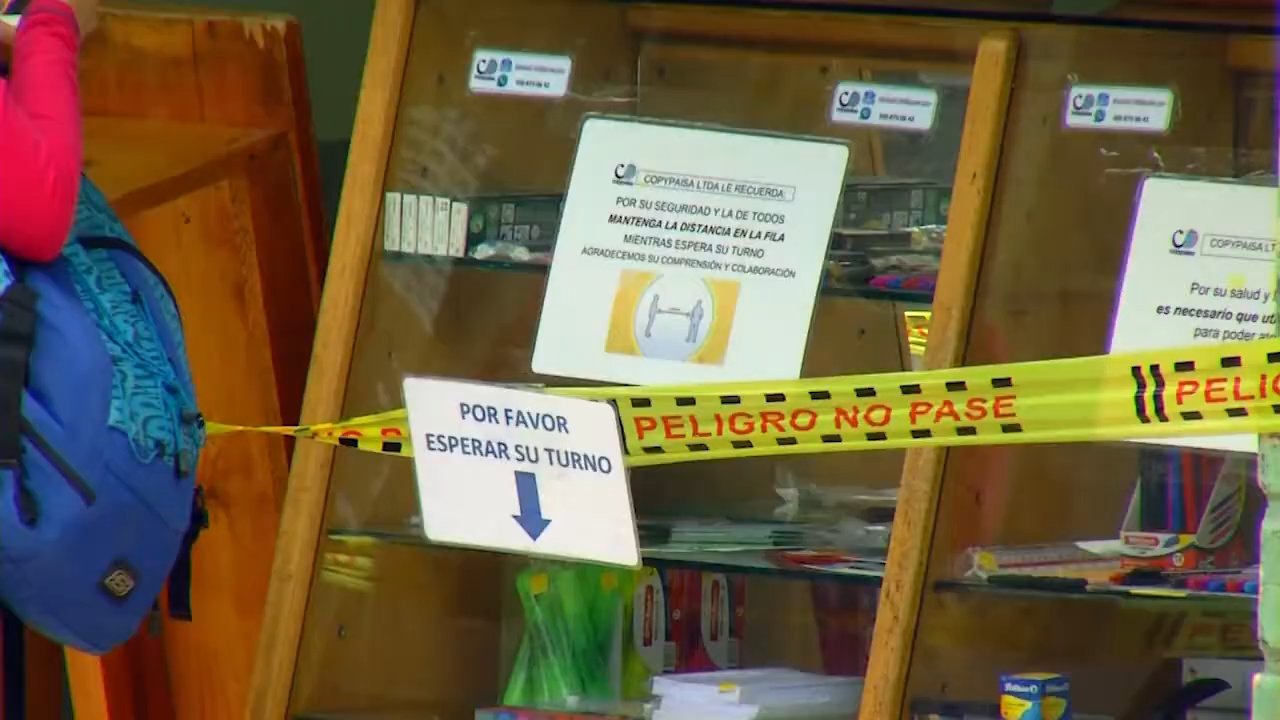 COPYPAISA LTDA LE RECUERDA:
POR SU SEGURIDAD Y LA DE TODOS
MANTENGA LA DISTANCIA EN LA FILA
MIENTRAS ESPERA SU TURNO
AGRADECEMOS SU COMPRENSIÓN Y COLABORACIÓN
COPYPAISA LT
Por su salud y
es necesario que uti
para poder
PELIGRO NO PASE
PELIG
POR FAVOR
ESPERAR SU TURNO
Pelikan